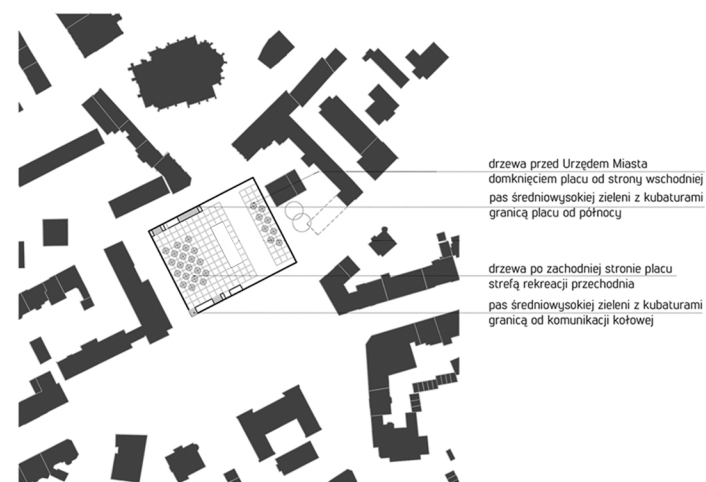 drzewa przed Urzędem Miasta
domknięciem placu od strony wschodniej
pas średniowysokiej zieleni z kubaturami
granicą placu od północy
drzewa po zachodniej stronie placu
strefą rekreacji przechodnia
pas średniowysokiej zieleni z kubaturami
granicą od komunikacji kołowej